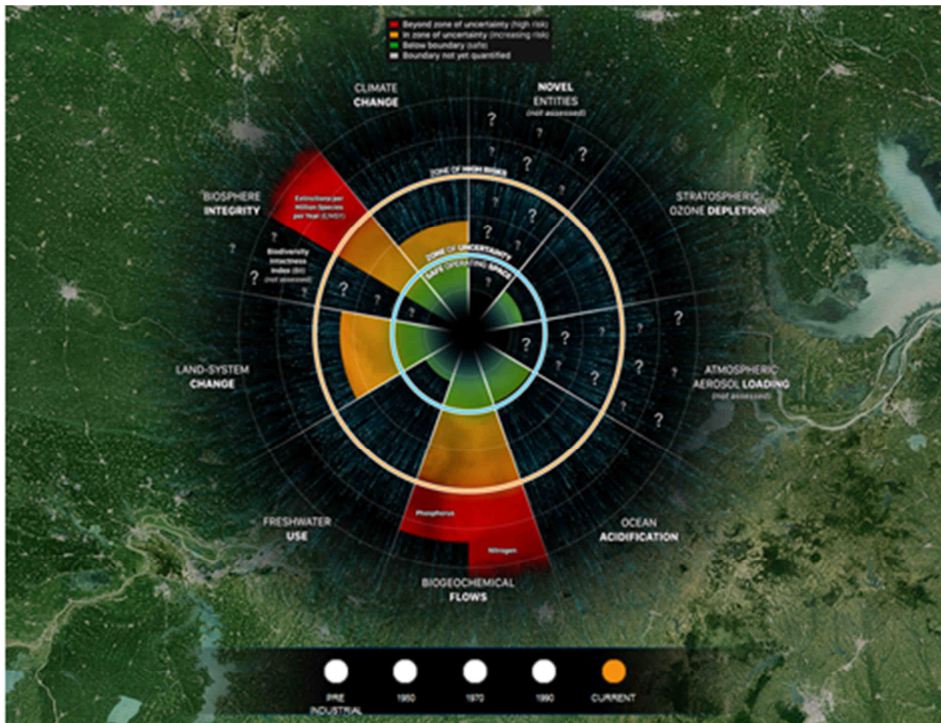 Beyond zone of uncertainty (high risk)
In zone of uncertainty (increasing risk)
Below boundary (safe)
Boundary not yet quantified
CLIMATE
CHANGE
NOVEL
ENTITIES
(not assessed)
?
?
?
?
?
?
?
?
?
?
?
?
ZONE OF HIGH RISKS
BIOSPHERE
INTEGRITY
Extinctions per
Million Species
per Year (E/MSY)
STRATOSPHERIC
OZONE DEPLETION
ZONE OF UNCERTAINTY
SAFE OPERATING SPACE
Biodiversity
Intactness
Index (BII)
(not assessed)
?
?
?
?
?
?
?
LAND-SYSTEM
CHANGE
?
?
?
?
?
?
?
?
?
?
?
ATMOSPHERIC
AEROSOL LOADING
(not assessed)
Phosphorus
Nitrogen
FRESHWATER
USE
OCEAN
ACIDIFICATION
BIOGEOCHEMICAL
FLOWS
PRE
INDUSTRIAL
1950
1970
1990
CURRENT